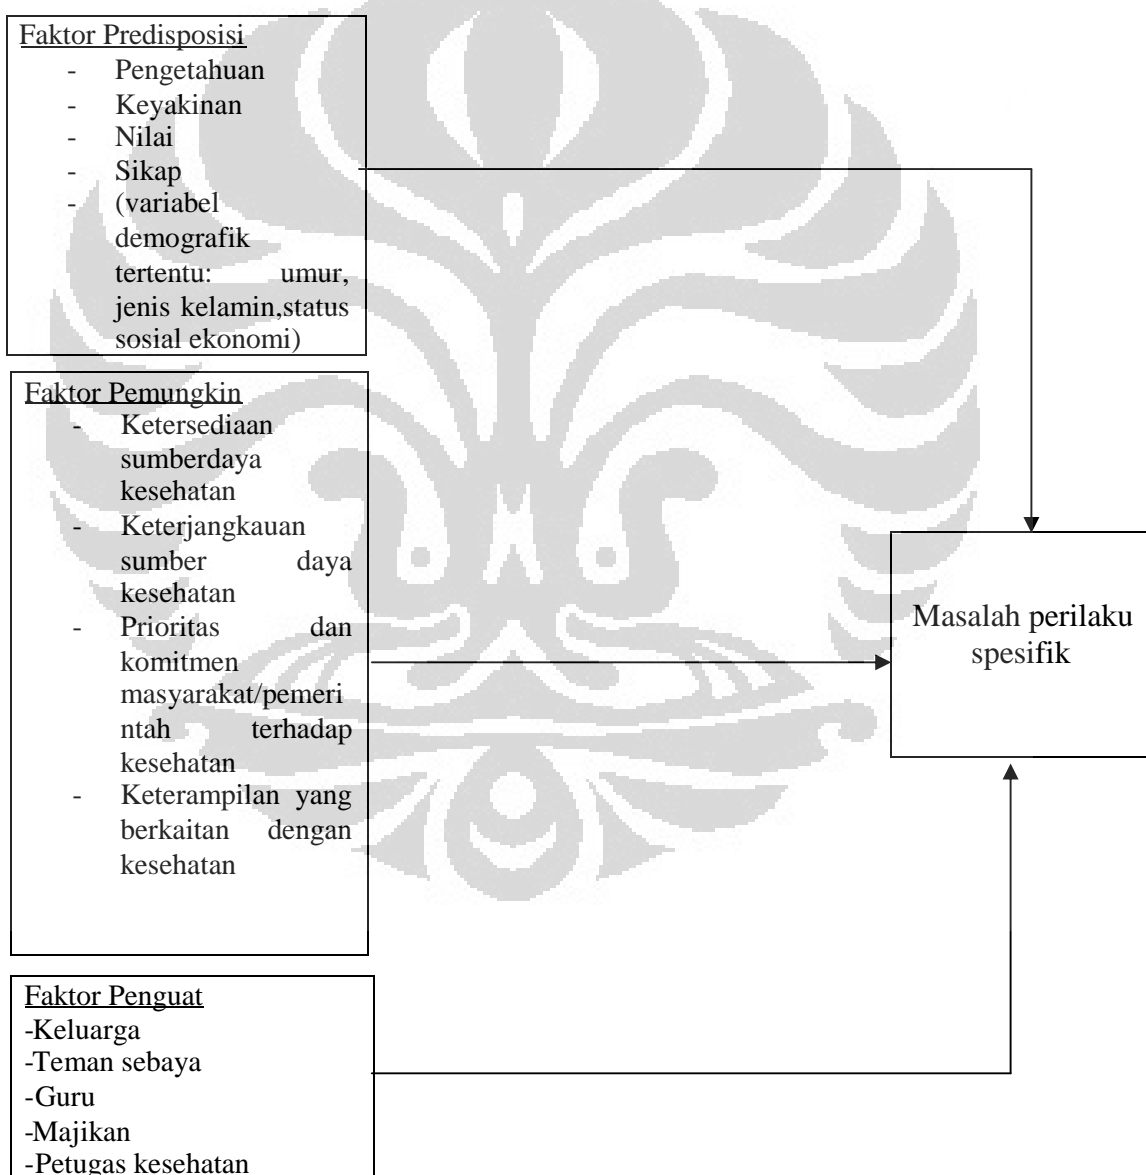 Faktor Predisposisi
- Pengetahuan
- Keyakinan
- Nilai
- Sikap
- (variabel
demografik
tertentu: umur,
jenis kelamin,status
sosial ekonomi)
Faktor Pemungkin
- Ketersediaan
sumberdaya
kesehatan
- Keterjangkauan
sumber daya
kesehatan
- Prioritas dan
komitmen
masyarakat/pemeri
ntah terhadap
kesehatan
- Keterampilan yang
berkaitan dengan
kesehatan
Faktor Penguat
-Keluarga
-Teman sebaya
-Guru
-Majikan
-Petugas kesehatan
Masalah perilaku
spesifik